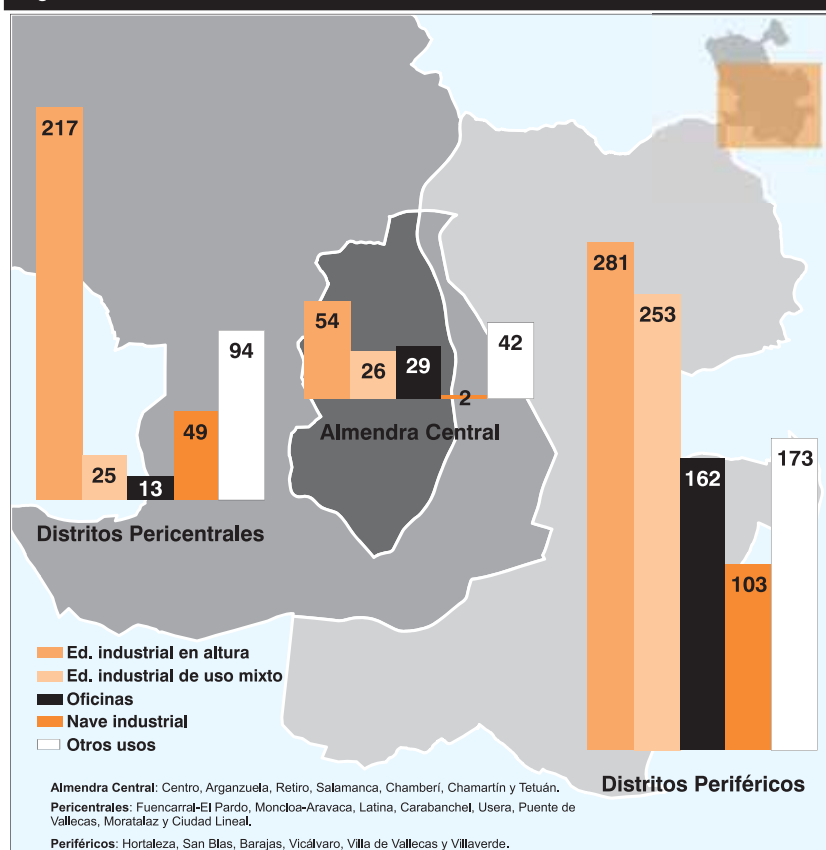 217
25
13
49
94
Distritos Pericentrales
54
26
29
2
42
Almendra Central
281
253
162
103
173
Distritos Periféricos
Ed. industrial en altura
Ed. industrial de uso mixto
Oficinas
Nave industrial
Otros usos
Almendra Central: Centro, Arganzuela, Retiro, Salamanca, Chamberí, Chamartín y Tetuán.
Pericentrales: Fuencarral-El Pardo, Moncloa-Aravaca, Latina, Carabanchel, Usera, Puente de
Vallecas, Moratalaz y Ciudad Lineal.
Periféricos: Hortaleza, San Blas, Barajas, Vicálvaro, Villa de Vallecas y Villaverde.